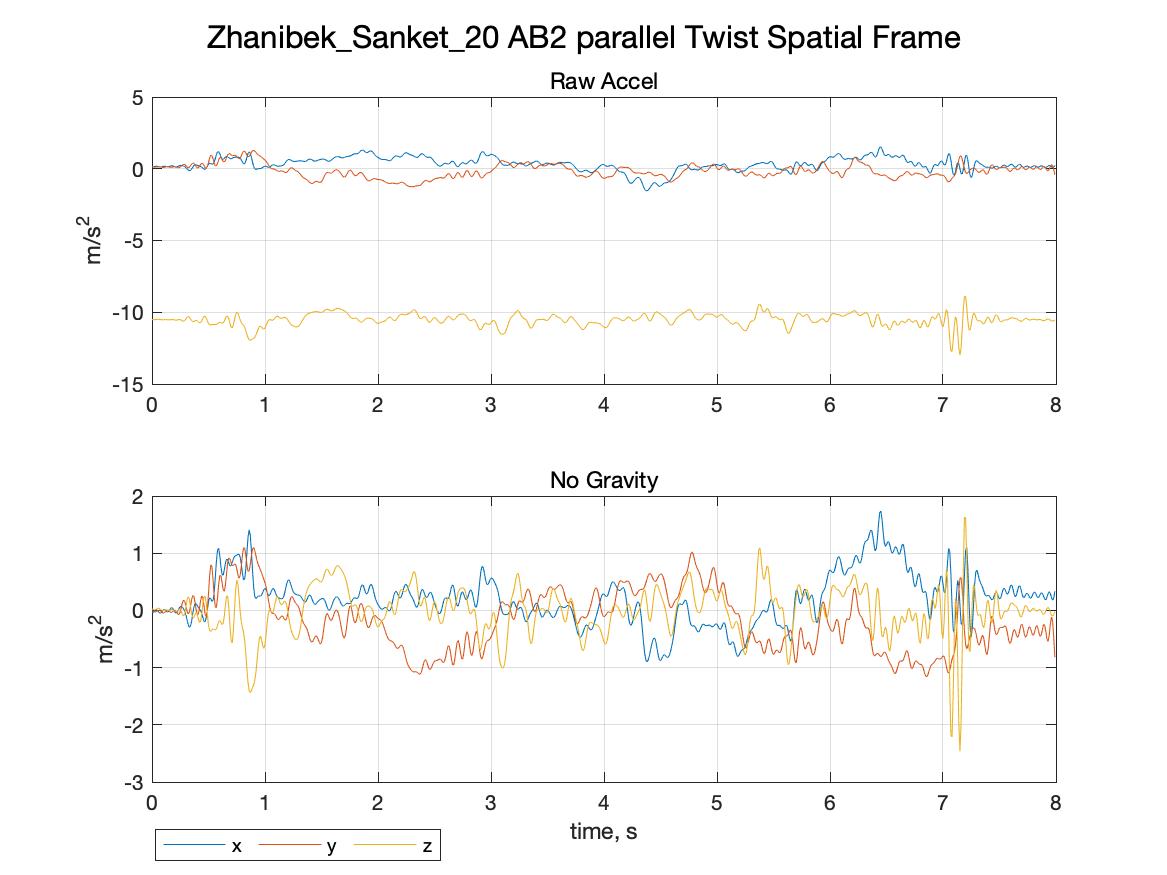 Zhanibek_Sanket_20 AB2 parallel Twist Spatial Frame
Raw Accel
5
0
-5
-10
-15
m/s²
0 1 2 3 4 5 6 7 8
No Gravity
2
1
0
-1
-2
-3
m/s²
0 1 2 3 4 5 6 7 8
time, s
x y z